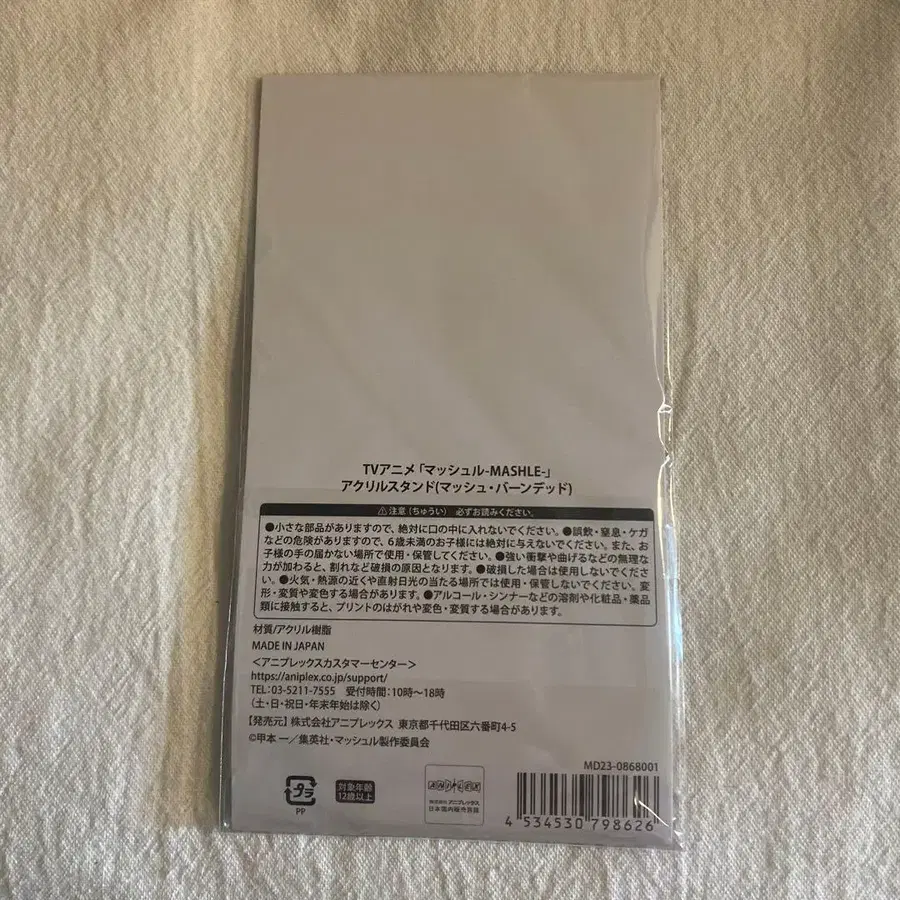 TVアニメ「マッシュル-MASHLE-」
アクリルスタンド(マッシュ・バーンデッド)
⚠注意（ちゅうい） 必ずお読みください。
●小さな部品がありますので、絶対に口の中に入れないでください。●誤飲・窒息・ケガ
などの危険がありますので、6歳未満のお子様には絶対に与えないでください。また、お
子様の手の届かない場所で使用・保管してください。●強い衝撃や曲げるなどの無理な
力が加わると、割れなど破損の原因となります。●破損した場合は使用しないでくださ
い。●火気・熱源の近くや直射日光の当たる場所では使用・保管しないでください。変
形・変質や変色する場合があります。●アルコール・シンナーなどの溶剤や化粧品・薬品
類に接触すると、プリントのはがれや変色・変質する場合があります。
材質/アクリル樹脂
MADE IN JAPAN
＜アニプレックスカスタマーセンター＞
https://aniplex.co.jp/support/
TEL：03-5211-7555 受付時間：10時～18時
（土・日・祝日・年末年始は除く）
【発売元】株式会社アニプレックス 東京都千代田区六番町4-5
©甲本 一／集英社・マッシュル製作委員会
MD23-0868001
プラ
PP
対象年齢
12歳以上
ANIPLEX
株式会社アニプレックス
日本国内販売許諾
4 534530 798626